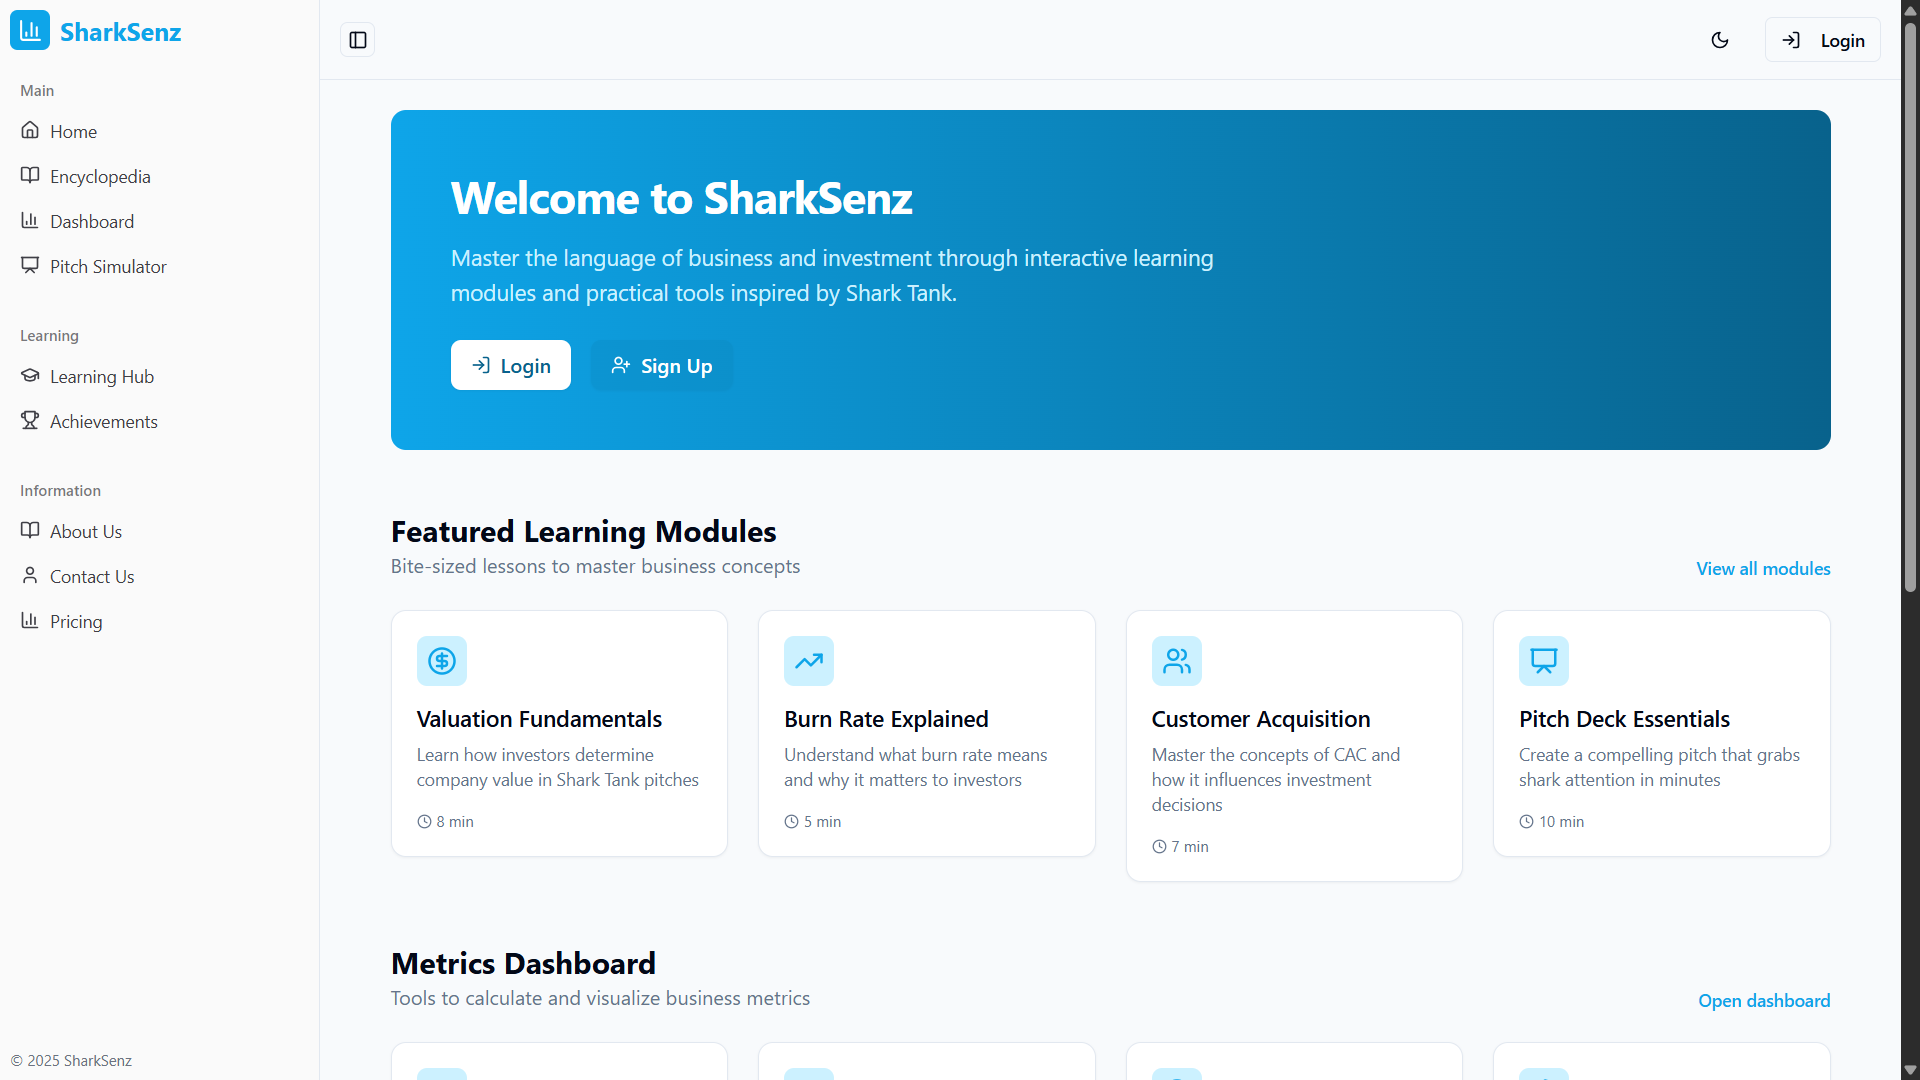 SharkSenz
Main
Home
Encyclopedia
Dashboard
Pitch Simulator
Learning
Learning Hub
Achievements
Information
About Us
Contact Us
Pricing
© 2025 SharkSenz
Login
Welcome to SharkSenz
Master the language of business and investment through interactive learning
modules and practical tools inspired by Shark Tank.
Login
Sign Up
Featured Learning Modules
Bite-sized lessons to master business concepts
View all modules
Valuation Fundamentals
Learn how investors determine
company value in Shark Tank pitches
8 min
Burn Rate Explained
Understand what burn rate means
and why it matters to investors
5 min
Customer Acquisition
Master the concepts of CAC and
how it influences investment
decisions
7 min
Pitch Deck Essentials
Create a compelling pitch that grabs
shark attention in minutes
10 min
Metrics Dashboard
Tools to calculate and visualize business metrics
Open dashboard